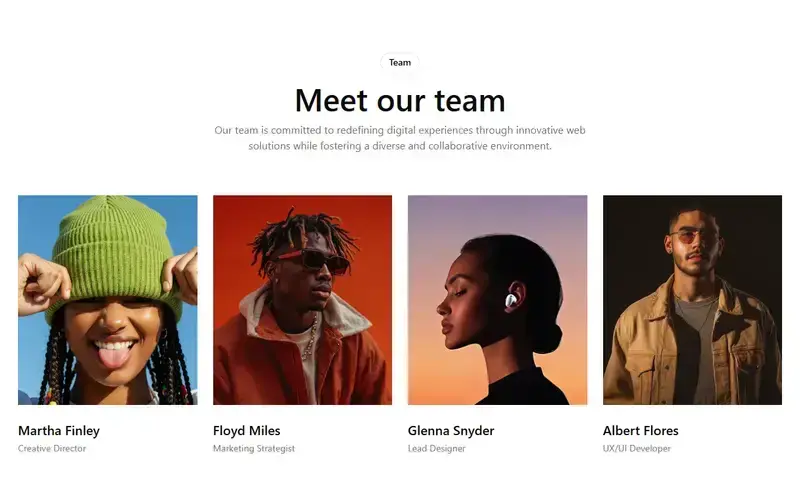 Team
Meet our team
Our team is committed to redefining digital experiences through innovative web
solutions while fostering a diverse and collaborative environment.
Martha Finley
Creative Director
Floyd Miles
Marketing Strategist
Glenna Snyder
Lead Designer
Albert Flores
UX/UI Developer